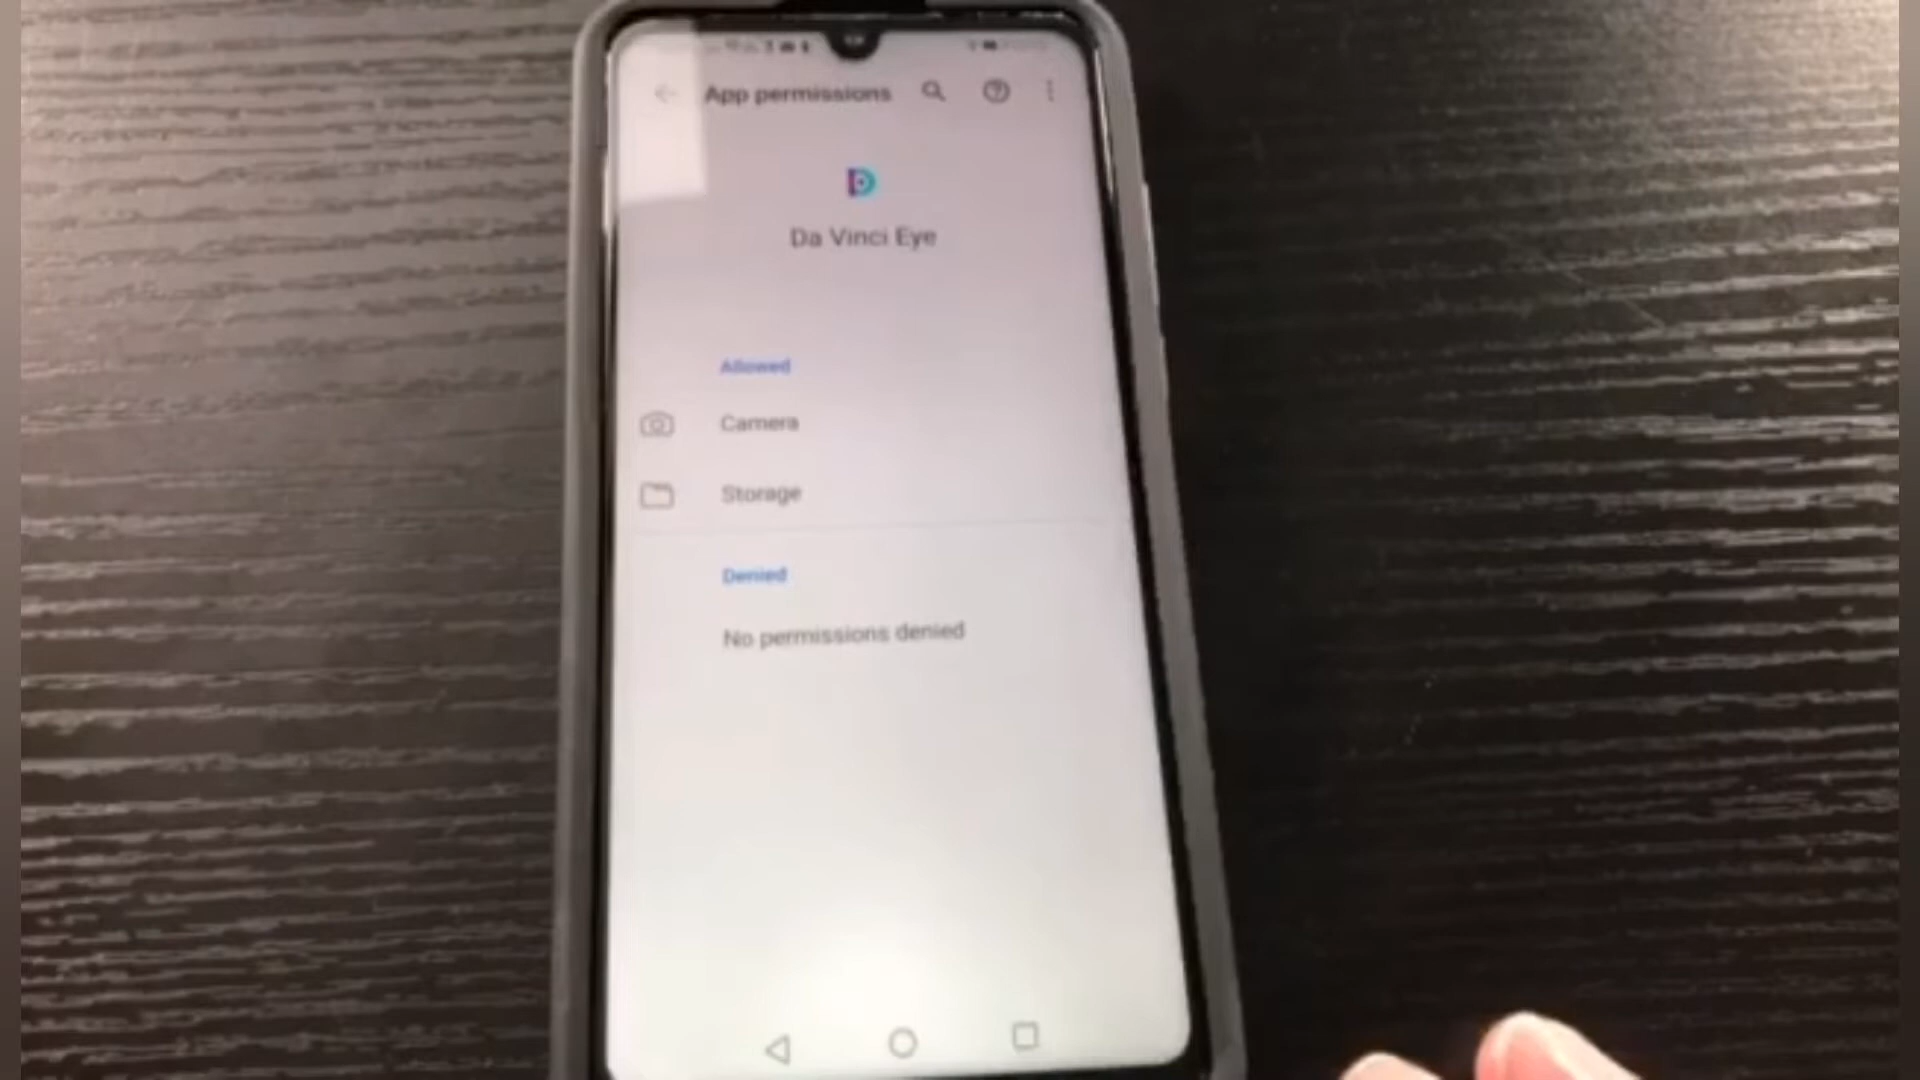 App permissions
Da Vinci Eye
Allowed
Camera
Storage
Denied
No permissions denied